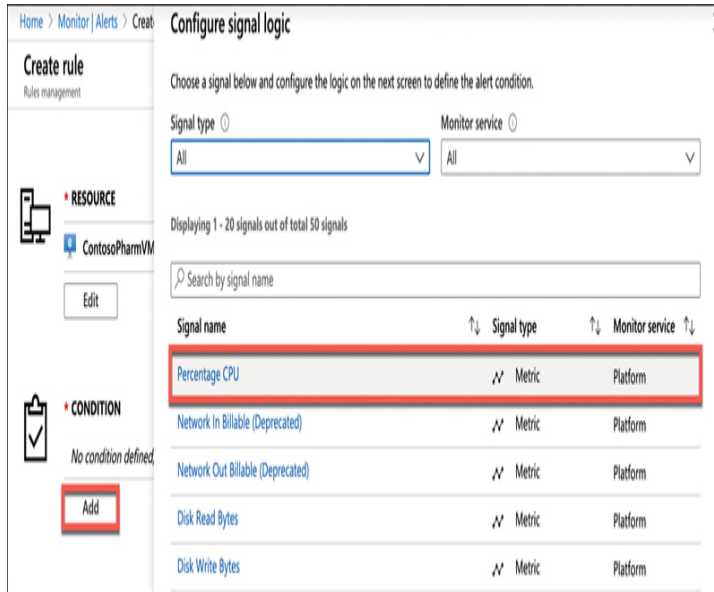 Home > Monitor | Alerts > Creat
Create rule
Rules management
* RESOURCE
ContosoPharmVM
Edit
* CONDITION
No condition defined,
Add
Configure signal logic
Choose a signal below and configure the logic on the next screen to define the alert condition.
Signal type Monitor service
All All
Displaying 1 - 20 signals out of total 50 signals
Search by signal name
Signal name Signal type Monitor service
Percentage CPU Metric Platform
Network In Billable (Deprecated) Metric Platform
Network Out Billable (Deprecated) Metric Platform
Disk Read Bytes Metric Platform
Disk Write Bytes Metric Platform